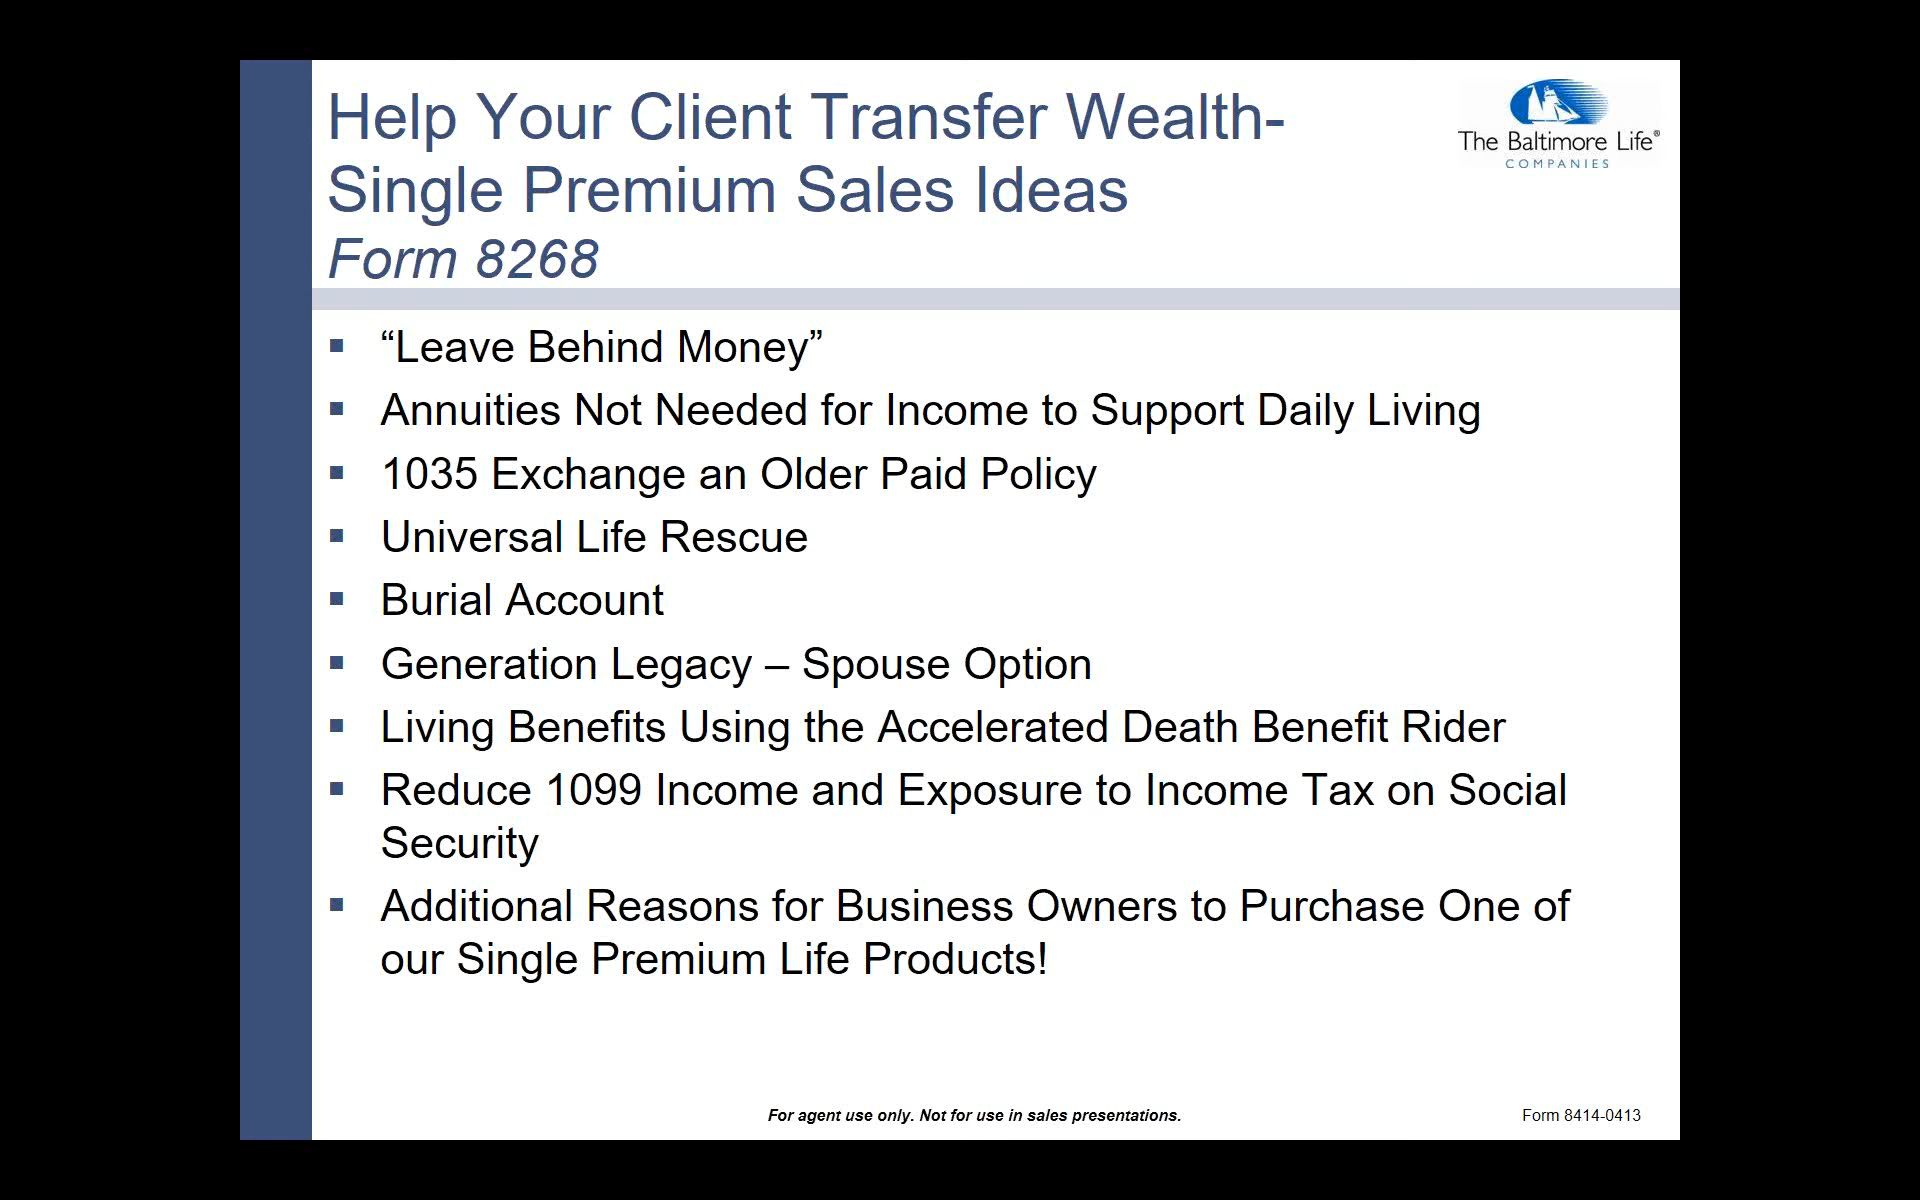 Help Your Client Transfer Wealth-
Single Premium Sales Ideas
Form 8268
The Baltimore Life®
COMPANIES
▪ “Leave Behind Money”
▪ Annuities Not Needed for Income to Support Daily Living
▪ 1035 Exchange an Older Paid Policy
▪ Universal Life Rescue
▪ Burial Account
▪ Generation Legacy – Spouse Option
▪ Living Benefits Using the Accelerated Death Benefit Rider
▪ Reduce 1099 Income and Exposure to Income Tax on Social
Security
▪ Additional Reasons for Business Owners to Purchase One of
our Single Premium Life Products!
For agent use only. Not for use in sales presentations.
Form 8414-0413